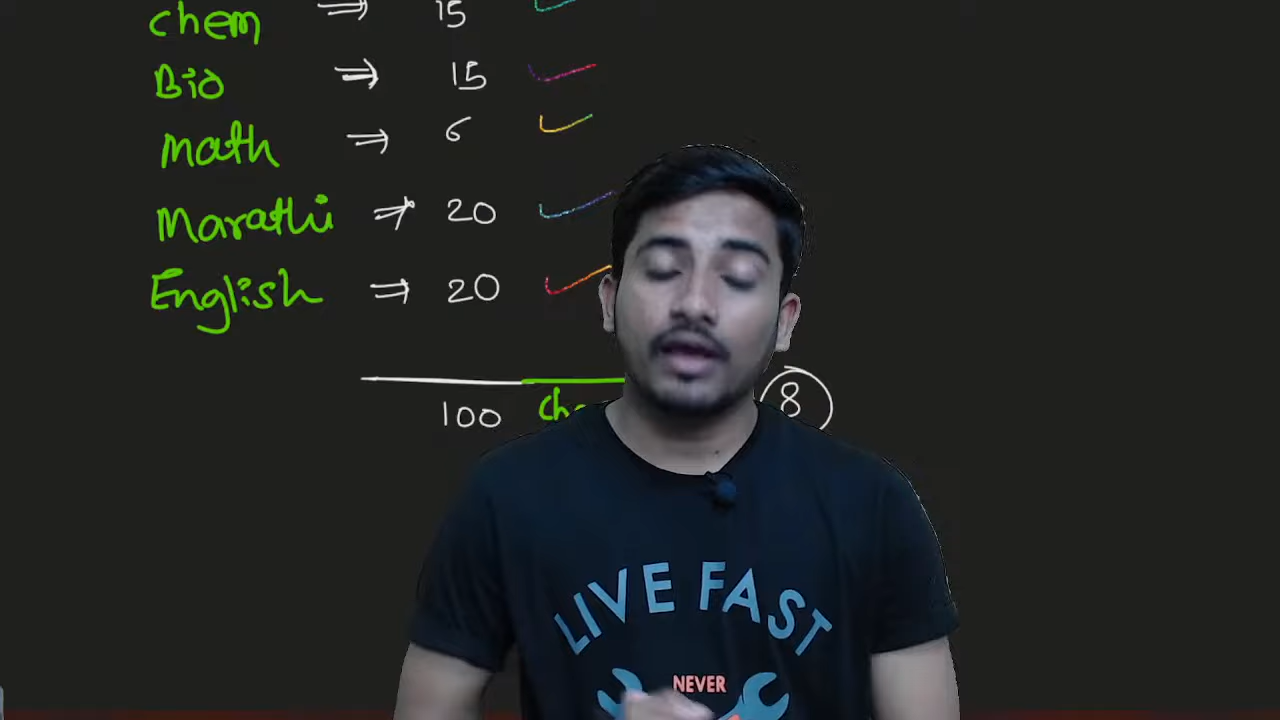 chem ⇒ 15
Bio ⇒ 15
Math ⇒ 6
Marathi ⇒ 20
English ⇒ 20
100 8
LIVE FAST
NEVER